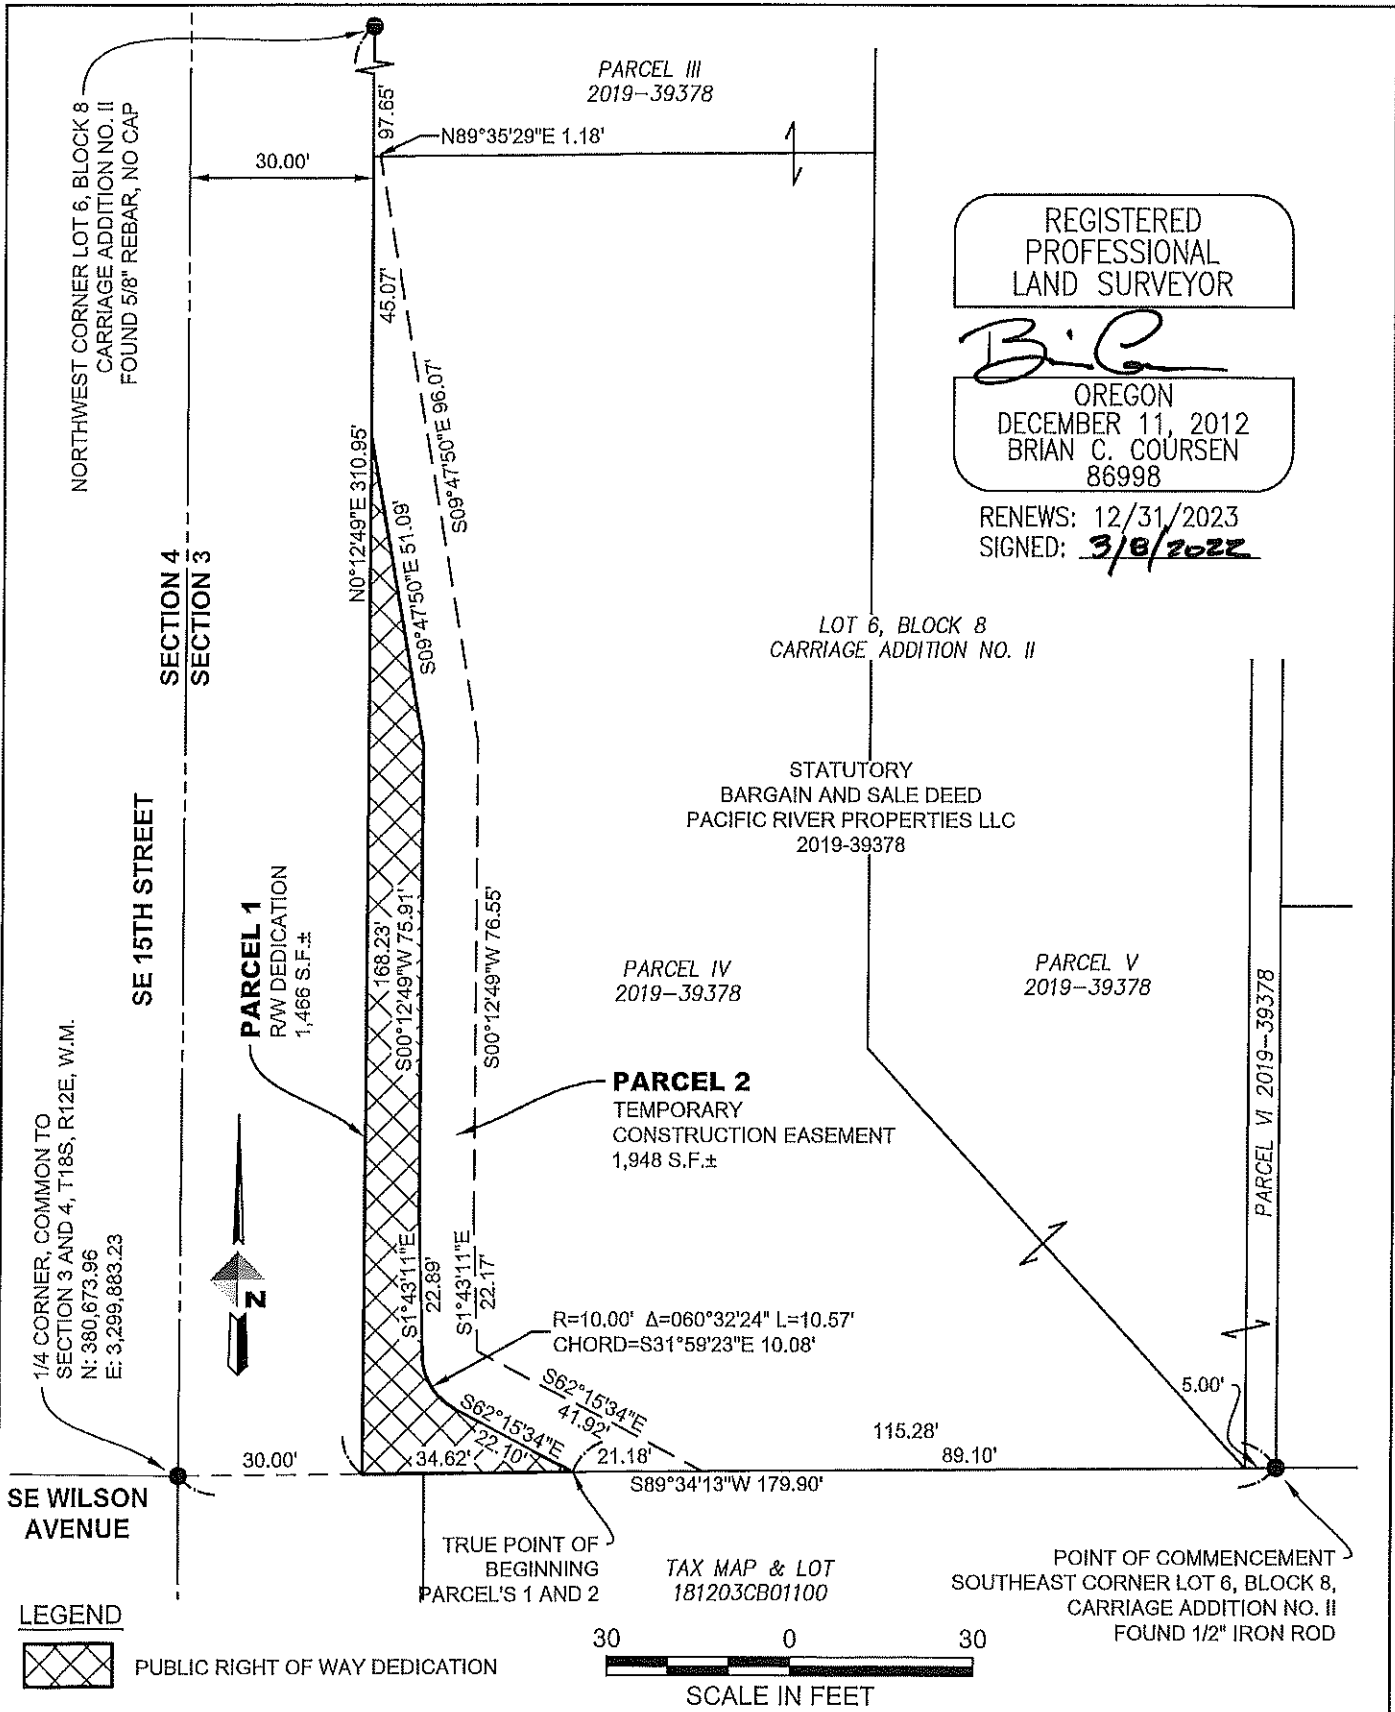 NORTHWEST CORNER LOT 6, BLOCK 8
CARRIAGE ADDITION NO. II
FOUND 5/8" REBAR, NO CAP
PARCEL III
2019-39378
97.65'
N89°35'29"E 1.18'
30.00'
45.07'
S09°47'50"E 96.07'
N0°12'49"E 310.95'
S09°47'50"E 51.09'
REGISTERED
PROFESSIONAL
LAND SURVEYOR
OREGON
DECEMBER 11, 2012
BRIAN C. COURSEN
86998
RENEWS: 12/31/2023
SIGNED: 3/8/2022
SECTION 4
SECTION 3
LOT 6, BLOCK 8
CARRIAGE ADDITION NO. II
STATUTORY
BARGAIN AND SALE DEED
PACIFIC RIVER PROPERTIES LLC
2019-39378
SE 15TH STREET
PARCEL 1
R/W DEDICATION
1,466 S.F.±
168.23'
S00°12'49"W 75.91'
S00°12'49"W 76.55'
PARCEL IV
2019-39378
PARCEL V
2019-39378
PARCEL VI 2019-39378
PARCEL 2
TEMPORARY
CONSTRUCTION EASEMENT
1,948 S.F.±
1/4 CORNER, COMMON TO
SECTION 3 AND 4, T18S, R12E, W.M.
N: 380,673.96
E: 3,299,883.23
N
S1°43'11"E
22.89'
S1°43'11"E
22.17'
R=10.00' Δ=060°32'24" L=10.57'
CHORD=S31°59'23"E 10.08'
S62°15'34"E
41.92'
S62°15'34"E
22.10'
5.00'
115.28'
30.00'
34.62'
21.18'
89.10'
S89°34'13"W 179.90'
SE WILSON
AVENUE
TRUE POINT OF
BEGINNING
PARCEL'S 1 AND 2
TAX MAP & LOT
181203CB01100
POINT OF COMMENCEMENT
SOUTHEAST CORNER LOT 6, BLOCK 8,
CARRIAGE ADDITION NO. II
FOUND 1/2" IRON ROD
LEGEND
PUBLIC RIGHT OF WAY DEDICATION
30 0 30
SCALE IN FEET